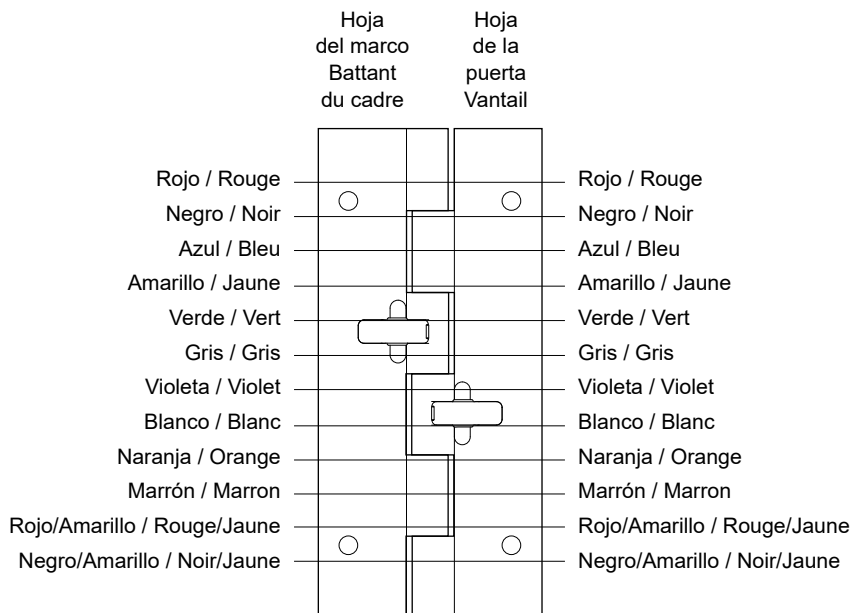 Hoja
del marco
Battant
du cadre
Hoja
de la
puerta
Vantail
Rojo / Rouge
Rojo / Rouge
Negro / Noir
Negro / Noir
Azul / Bleu
Azul / Bleu
Amarillo / Jaune
Amarillo / Jaune
Verde / Vert
Verde / Vert
Gris / Gris
Gris / Gris
Violeta / Violet
Violeta / Violet
Blanco / Blanc
Blanco / Blanc
Naranja / Orange
Naranja / Orange
Marrón / Marron
Marrón / Marron
Rojo/Amarillo / Rouge/Jaune
Rojo/Amarillo / Rouge/Jaune
Negro/Amarillo / Noir/Jaune
Negro/Amarillo / Noir/Jaune